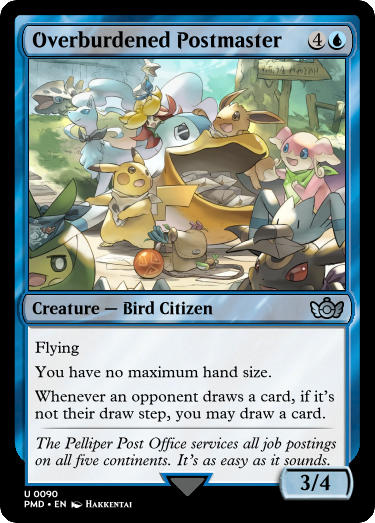 Overburdened Postmaster 4
Creature — Bird Citizen
Flying
You have no maximum hand size.
Whenever an opponent draws a card, if it's
not their draw step, you may draw a card.
The Pelliper Post Office services all job postings
on all five continents. It's as easy as it sounds.
3/4
U 0090
PMD • EN Hakkentai